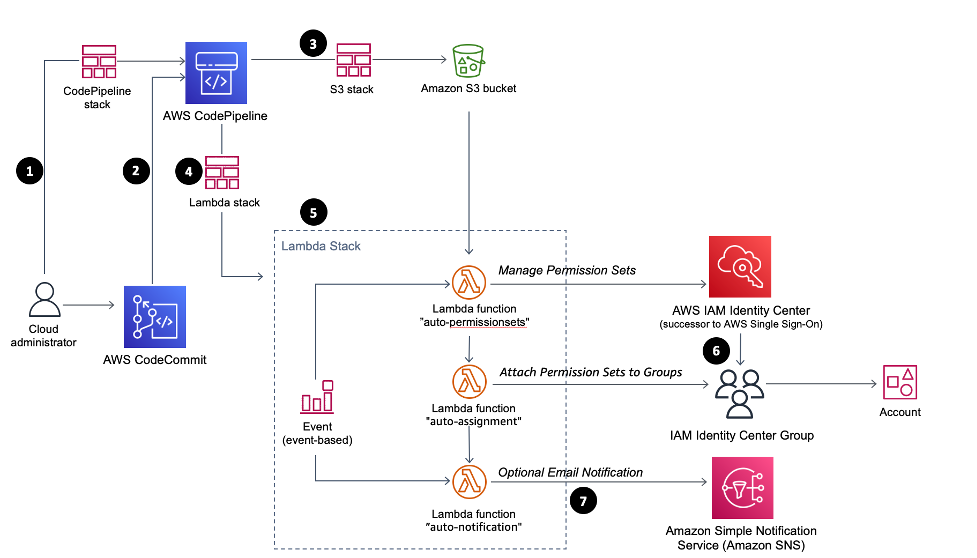 3
CodePipeline
stack
AWS CodePipeline
S3 stack
Amazon S3 bucket
1
2
4
Lambda stack
5
Lambda Stack
Manage Permission Sets
Lambda function
"auto-permissionsets"
AWS IAM Identity Center
(successor to AWS Single Sign-On)
Cloud
administrator
AWS CodeCommit
6
Attach Permission Sets to Groups
Lambda function
"auto-assignment"
Event
(event-based)
IAM Identity Center Group
Account
Optional Email Notification
7
Lambda function
"auto-notification"
Amazon Simple Notification
Service (Amazon SNS)